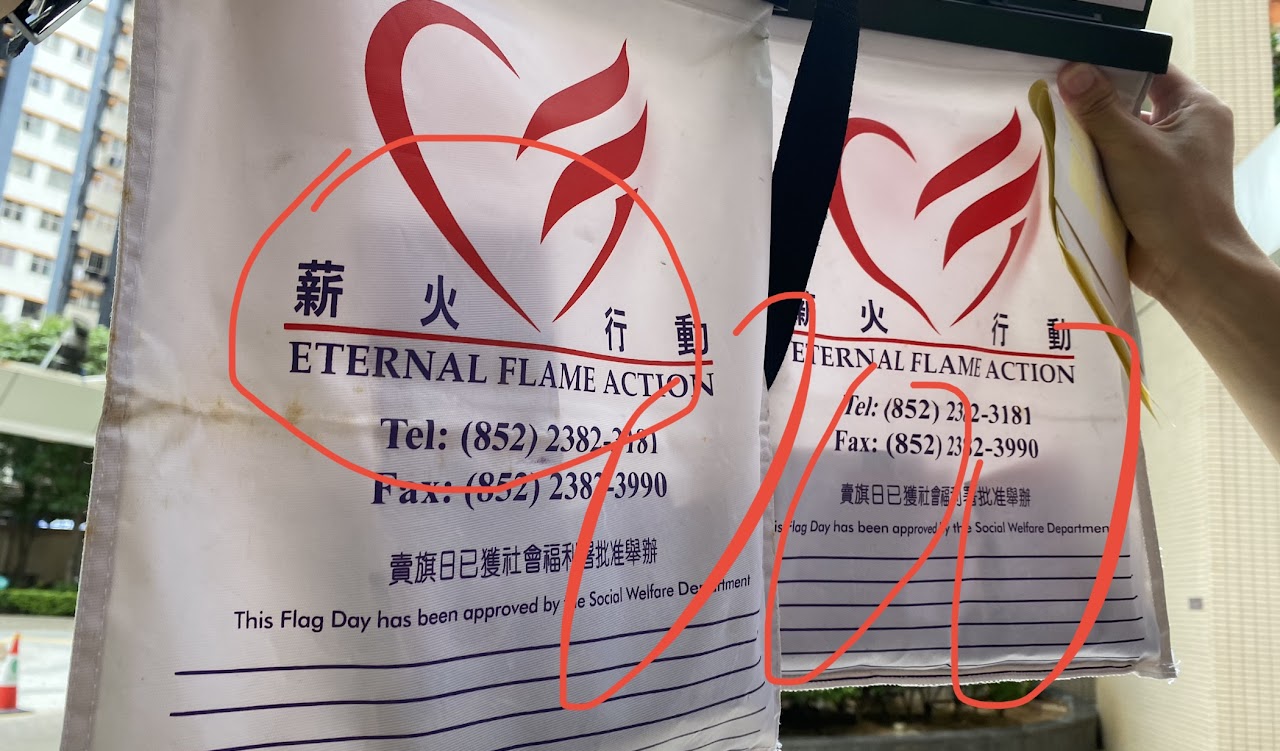 薪火行動
ETERNAL FLAME ACTION
Tel: (852) 2382-3181
Fax: (852) 2382-3990
賣旗日已獲社會福利署批准舉辦
This Flag Day has been approved by the Social Welfare Department
薪火行動
ETERNAL FLAME ACTION
Tel: (852) 2382-3181
Fax: (852) 2382-3990
賣旗日已獲社會福利署批准舉辦
is Flag Day has been approved by the Social Welfare Department